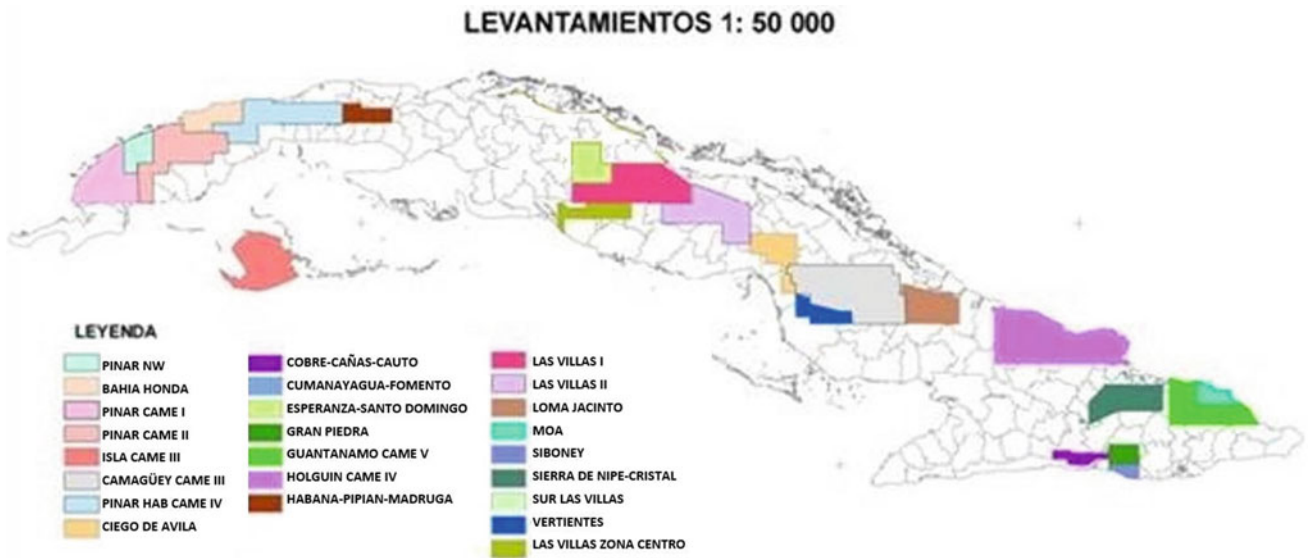 LEVANTAMIENTOS 1: 50 000
LEYENDA
PINAR NW
BAHIA HONDA
PINAR CAME I
PINAR CAME II
ISLA CAME III
CAMAGÜEY CAME III
PINAR HAB CAME IV
CIEGO DE AVILA
COBRE-CAÑAS-CAUTO
CUMANAYAGUA-FOMENTO
ESPERANZA-SANTO DOMINGO
GRAN PIEDRA
GUANTANAMO CAME V
HOLGUIN CAME IV
HABANA-PIPIAN-MADRUGA
LAS VILLAS I
LAS VILLAS II
LOMA JACINTO
MOA
SIBONEY
SIERRA DE NIPE-CRISTAL
SUR LAS VILLAS
VERTIENTES
LAS VILLAS ZONA CENTRO